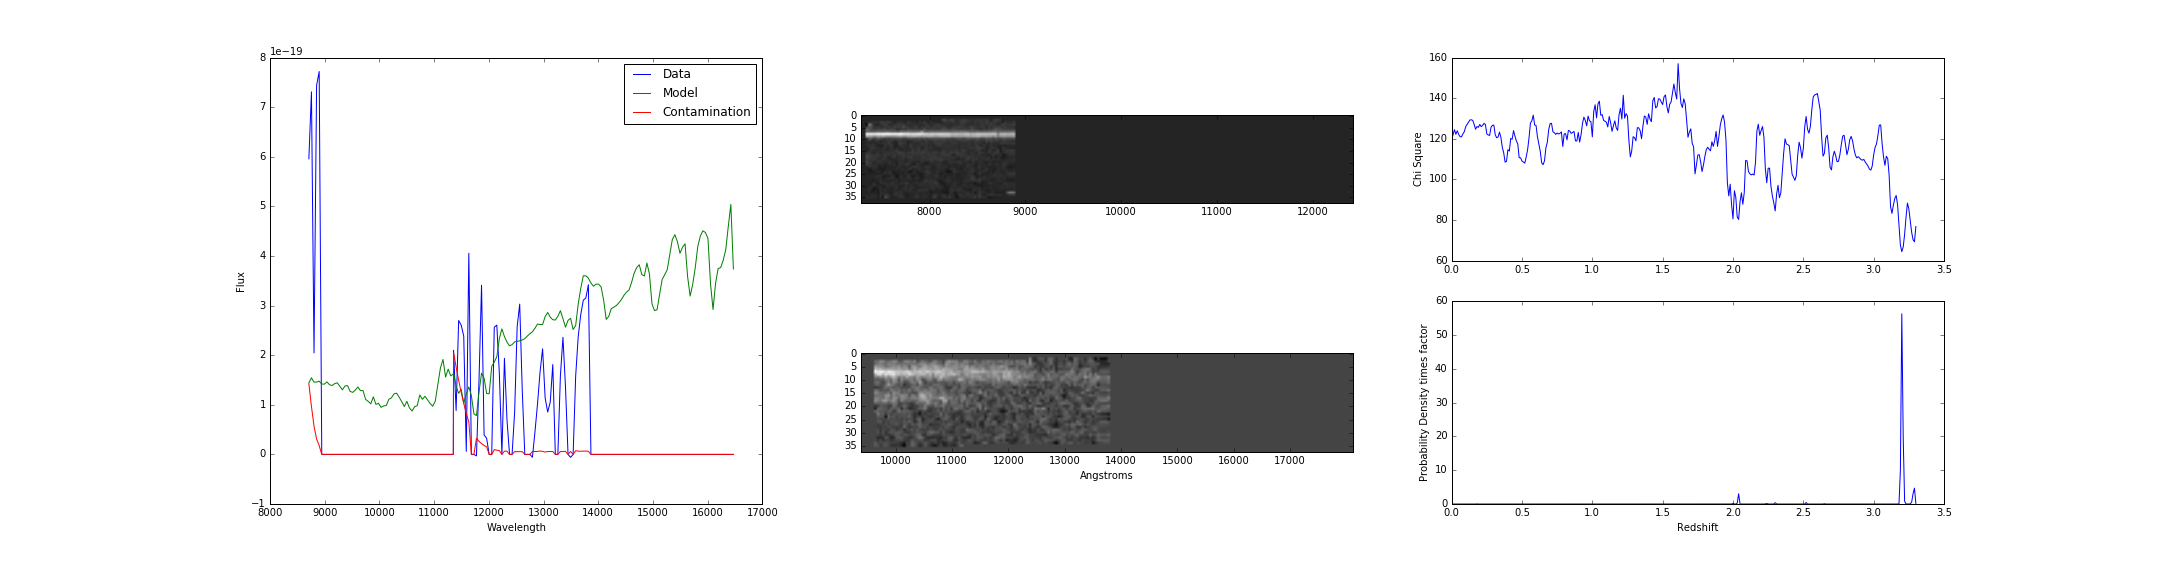 1e−19
8
7
6
5
4
3
2
1
0
−1
Flux
8000 9000 10000 11000 12000 13000 14000 15000 16000 17000
Wavelength
Data
Model
Contamination
0
5
10
15
20
25
30
35
8000 9000 10000 11000 12000
0
5
10
15
20
25
30
35
10000 11000 12000 13000 14000 15000 16000 17000
Angstroms
160
140
120
100
80
60
Chi Square
0.0 0.5 1.0 1.5 2.0 2.5 3.0 3.5
60
50
40
30
20
10
0
Probability Density times factor
0.0 0.5 1.0 1.5 2.0 2.5 3.0 3.5
Redshift